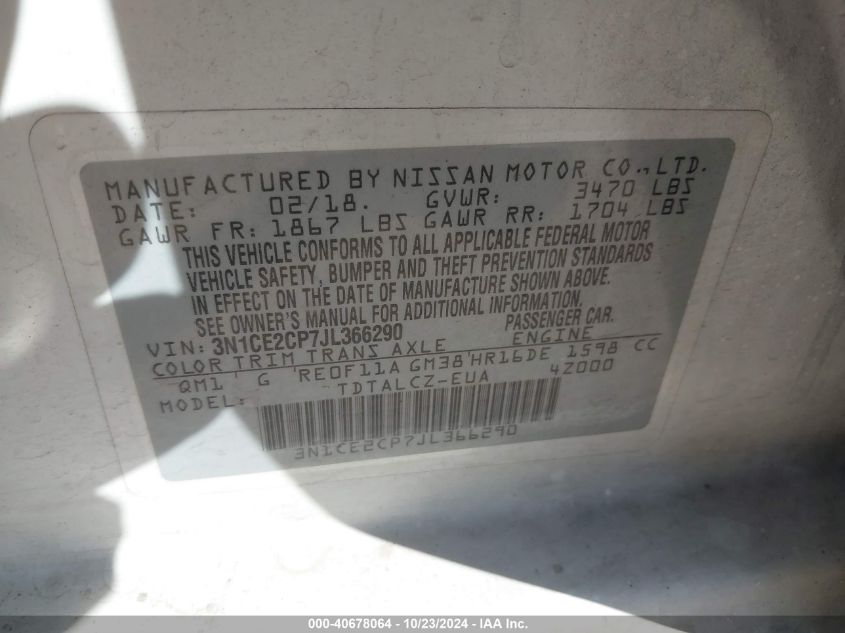 MANUFACTURED BY NISSAN MOTOR CO., LTD.
DATE: 02/18. GVWR: 3470 LBS
GAWR FR: 1867 LBS GAWR RR: 1704 LBS
THIS VEHICLE CONFORMS TO ALL APPLICABLE FEDERAL MOTOR
VEHICLE SAFETY, BUMPER AND THEFT PREVENTION STANDARDS
IN EFFECT ON THE DATE OF MANUFACTURE SHOWN ABOVE.
SEE OWNER'S MANUAL FOR ADDITIONAL INFORMATION.
VIN: 3N1CE2CP7JL366290 PASSENGER CAR.
COLOR TRIM TRANS AXLE ENGINE
QM1 G RE0F11A GM38 HR16DE 1598 CC
MODEL: TDTALCZ-EUA 4Z000
3N1CE2CP7JL366290
000-40678064 - 10/23/2024 - IAA Inc.